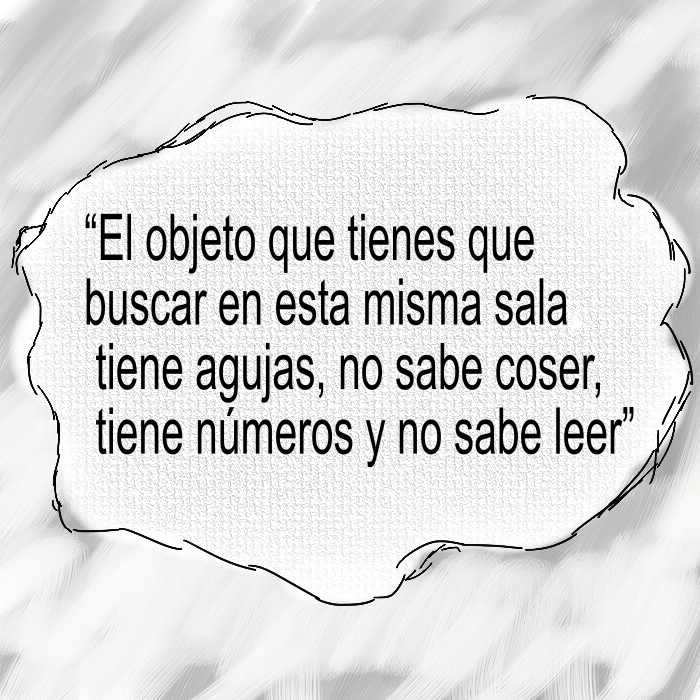 “El objeto que tienes que
buscar en esta misma sala
tiene agujas, no sabe coser,
tiene números y no sabe leer”